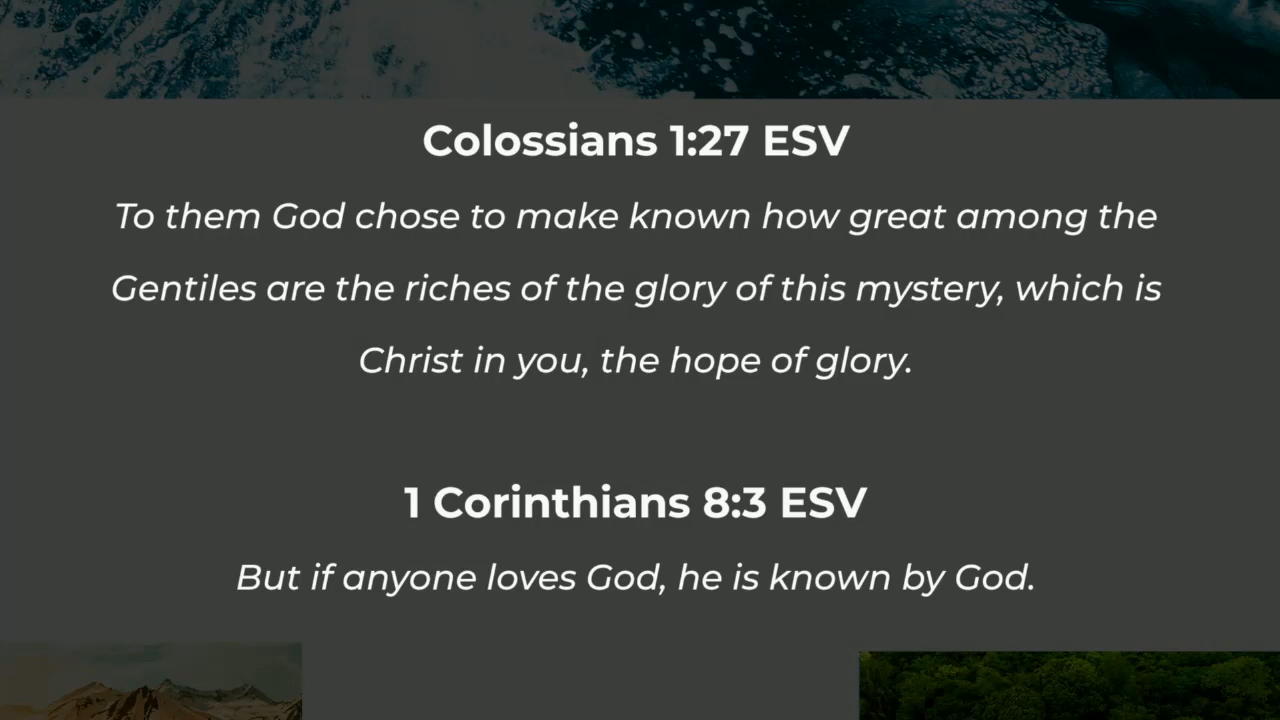 Colossians 1:27 ESV
To them God chose to make known how great among the
Gentiles are the riches of the glory of this mystery, which is
Christ in you, the hope of glory.
1 Corinthians 8:3 ESV
But if anyone loves God, he is known by God.